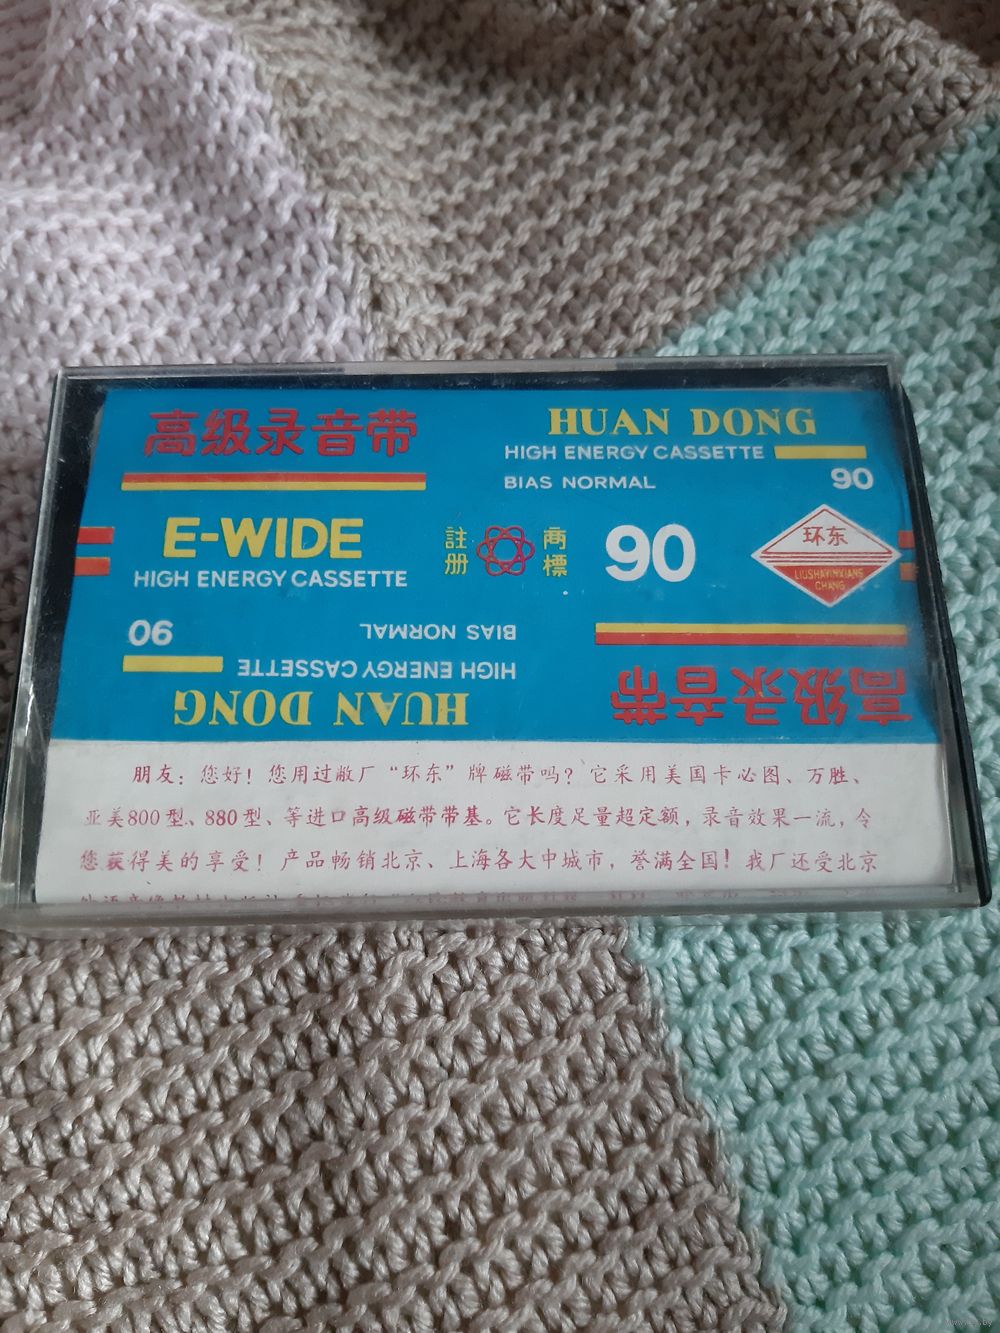 高级录音带
HUAN DONG
HIGH ENERGY CASSETTE
BIAS NORMAL
90
E-WIDE
HIGH ENERGY CASSETTE
註册
商標
90
环东
LIUSHAYINXIANG
CHANG
90
BIAS NORMAL
HIGH ENERGY CASSETTE
HUAN DONG
高级录音带
朋友：您好！您用过敝厂“环东”牌磁带吗？它采用美国卡必图、万胜、
亚美800型、880型、等进口高级磁带带基。它长度足量超定额，录音效果一流，令
您获得美的享受！产品畅销北京、上海各大中城市，誉满全国！我厂还受北京